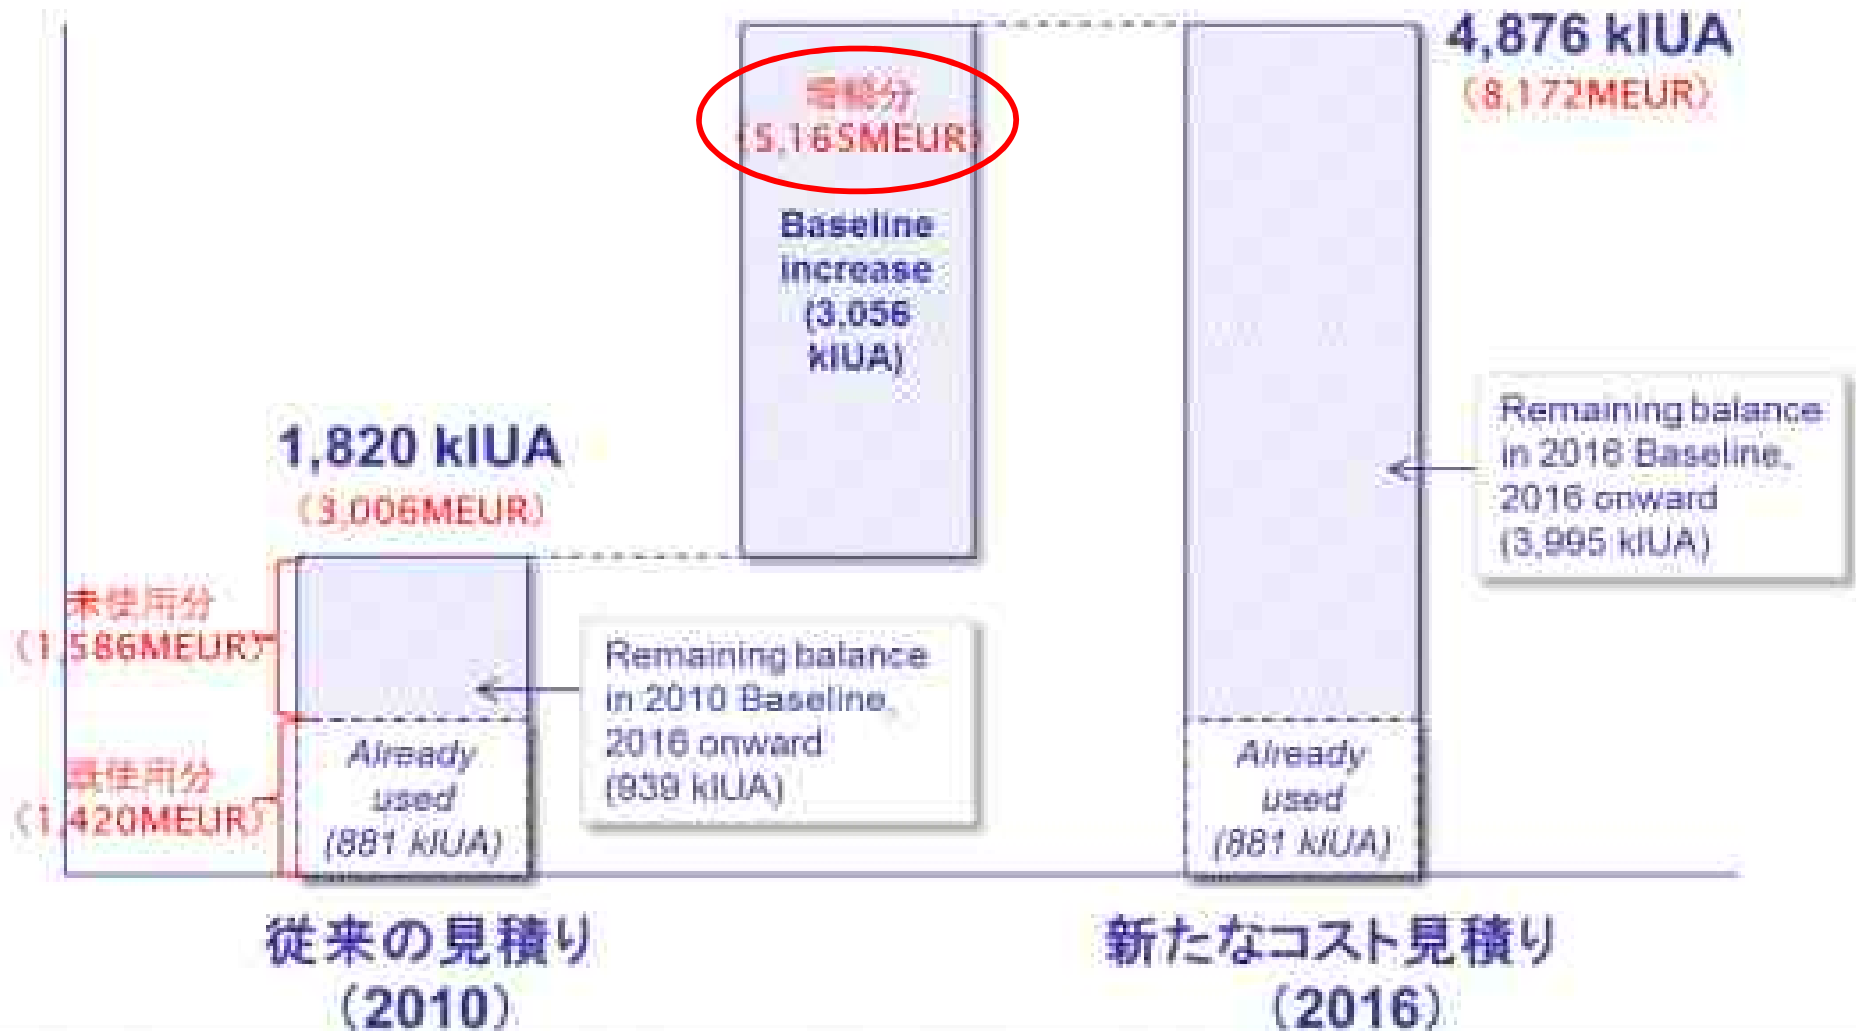 増額分
(5,165MEUR)
Baseline
increase
(3,056
kIUA)
4,876 kIUA
(8,172MEUR)
1,820 kIUA
(3,006MEUR)
未使用分
(1,586MEUR)
既使用分
(1,420MEUR)
Already
used
(881 kIUA)
Remaining balance
in 2010 Baseline,
2016 onward
(939 kIUA)
Remaining balance
in 2016 Baseline,
2016 onward
(3,995 kIUA)
Already
used
(881 kIUA)
従来の見積り
(2010)
新たなコスト見積り
(2016)